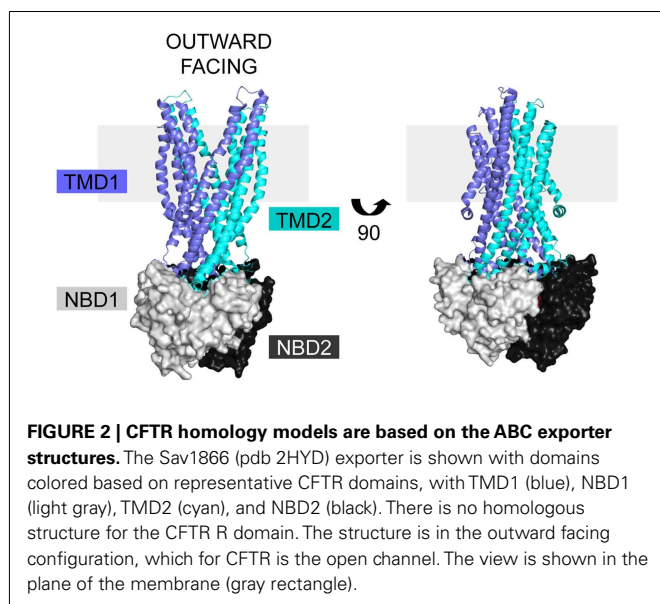 OUTWARD
FACING
TMD1
TMD2
90
NBD1
NBD2
FIGURE 2 | CFTR homology models are based on the ABC exporter
structures. The Sav1866 (pdb 2HYD) exporter is shown with domains
colored based on representative CFTR domains, with TMD1 (blue), NBD1
(light gray), TMD2 (cyan), and NBD2 (black). There is no homologous
structure for the CFTR R domain. The structure is in the outward facing
configuration, which for CFTR is the open channel. The view is shown in the
plane of the membrane (gray rectangle).